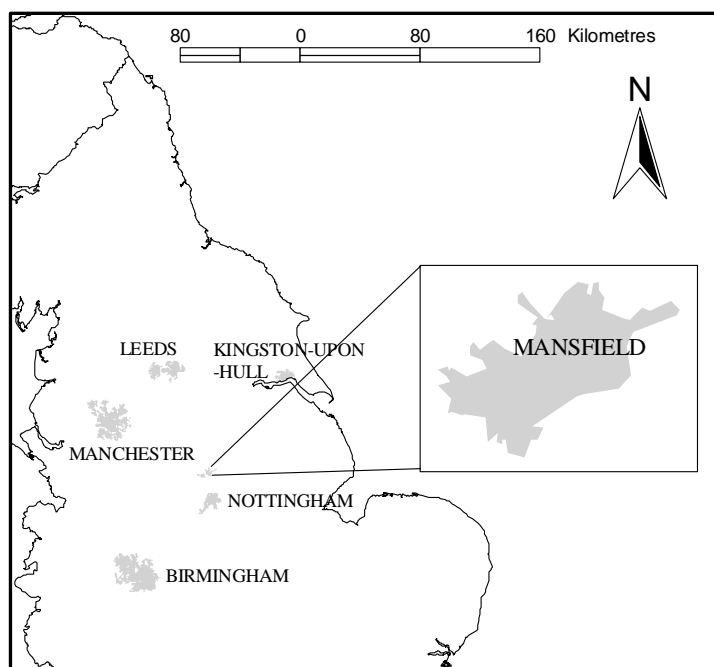 80 0 80 160 Kilometres
N
MANSFIELD
LEEDS
KINGSTON-UPON
-HULL
MANCHESTER
NOTTINGHAM
BIRMINGHAM